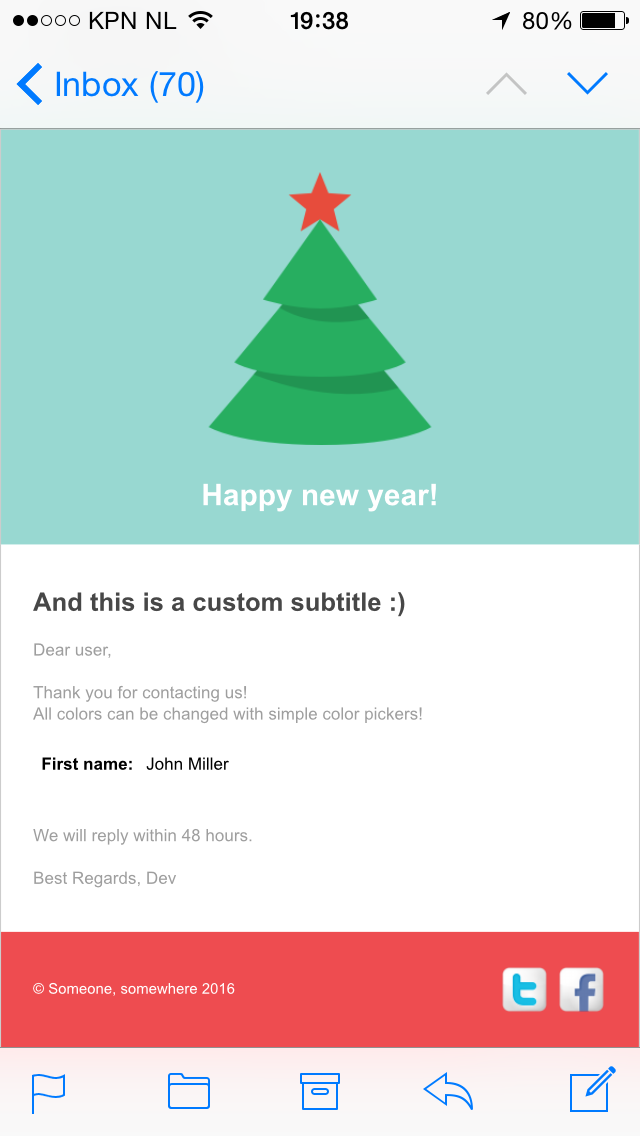 KPN NL 19:38 80%
Inbox (70)
Happy new year!
And this is a custom subtitle :)
Dear user,
Thank you for contacting us!
All colors can be changed with simple color pickers!
First name: John Miller
We will reply within 48 hours.
Best Regards, Dev
© Someone, somewhere 2016